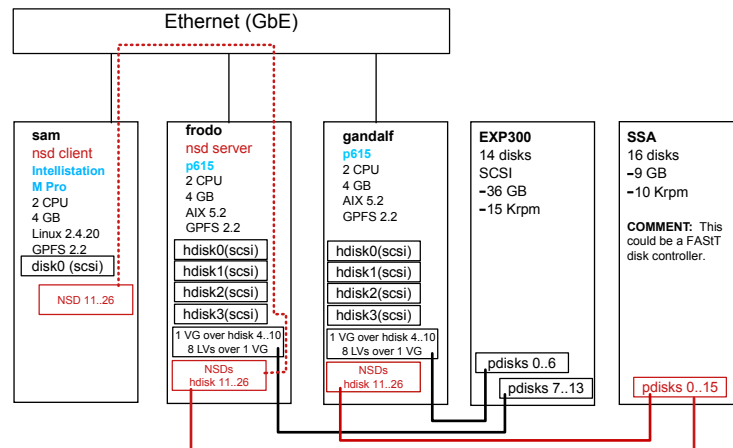 Ethernet (GbE)
sam
nsd client
Intellistation
M Pro
2 CPU
4 GB
Linux 2.4.20
GPFS 2.2
disk0 (scsi)
NSD 11..26
frodo
nsd server
p615
2 CPU
4 GB
AIX 5.2
GPFS 2.2
hdisk0(scsi)
hdisk1(scsi)
hdisk2(scsi)
hdisk3(scsi)
1 VG over hdisk 4..10
8 LVs over 1 VG
NSDs
hdisk 11..26
gandalf
p615
2 CPU
4 GB
AIX 5.2
GPFS 2.2
hdisk0(scsi)
hdisk1(scsi)
hdisk2(scsi)
hdisk3(scsi)
1 VG over hdisk 4..10
8 LVs over 1 VG
NSDs
hdisk 11..26
EXP300
14 disks
SCSI
–36 GB
–15 Krpm
pdisks 0..6
pdisks 7..13
SSA
16 disks
–9 GB
–10 Krpm
COMMENT: This
could be a FAStT
disk controller.
pdisks 0..15